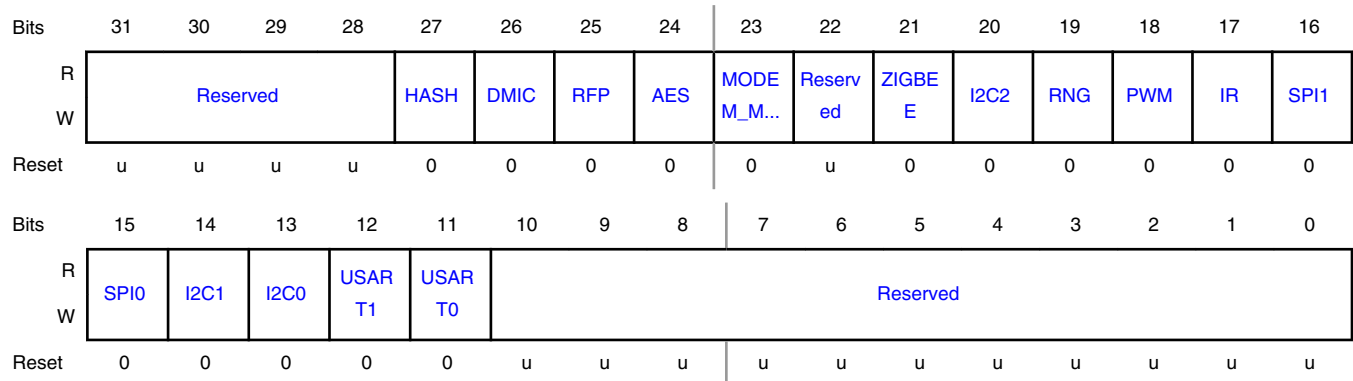 Bits 31 30 29 28 27 26 25 24 23 22 21 20 19 18 17 16
R
W
Reserved HASH DMIC RFP AES MODE
M_M... Reserv
ed ZIGBE
E I2C2 RNG PWM IR SPI1
Reset u u u u 0 0 0 0 0 u 0 0 0 0 0 0
Bits 15 14 13 12 11 10 9 8 7 6 5 4 3 2 1 0
R
W
SPI0 I2C1 I2C0 USAR
T1 USAR
T0 Reserved
Reset 0 0 0 0 0 u u u u u u u u u u u